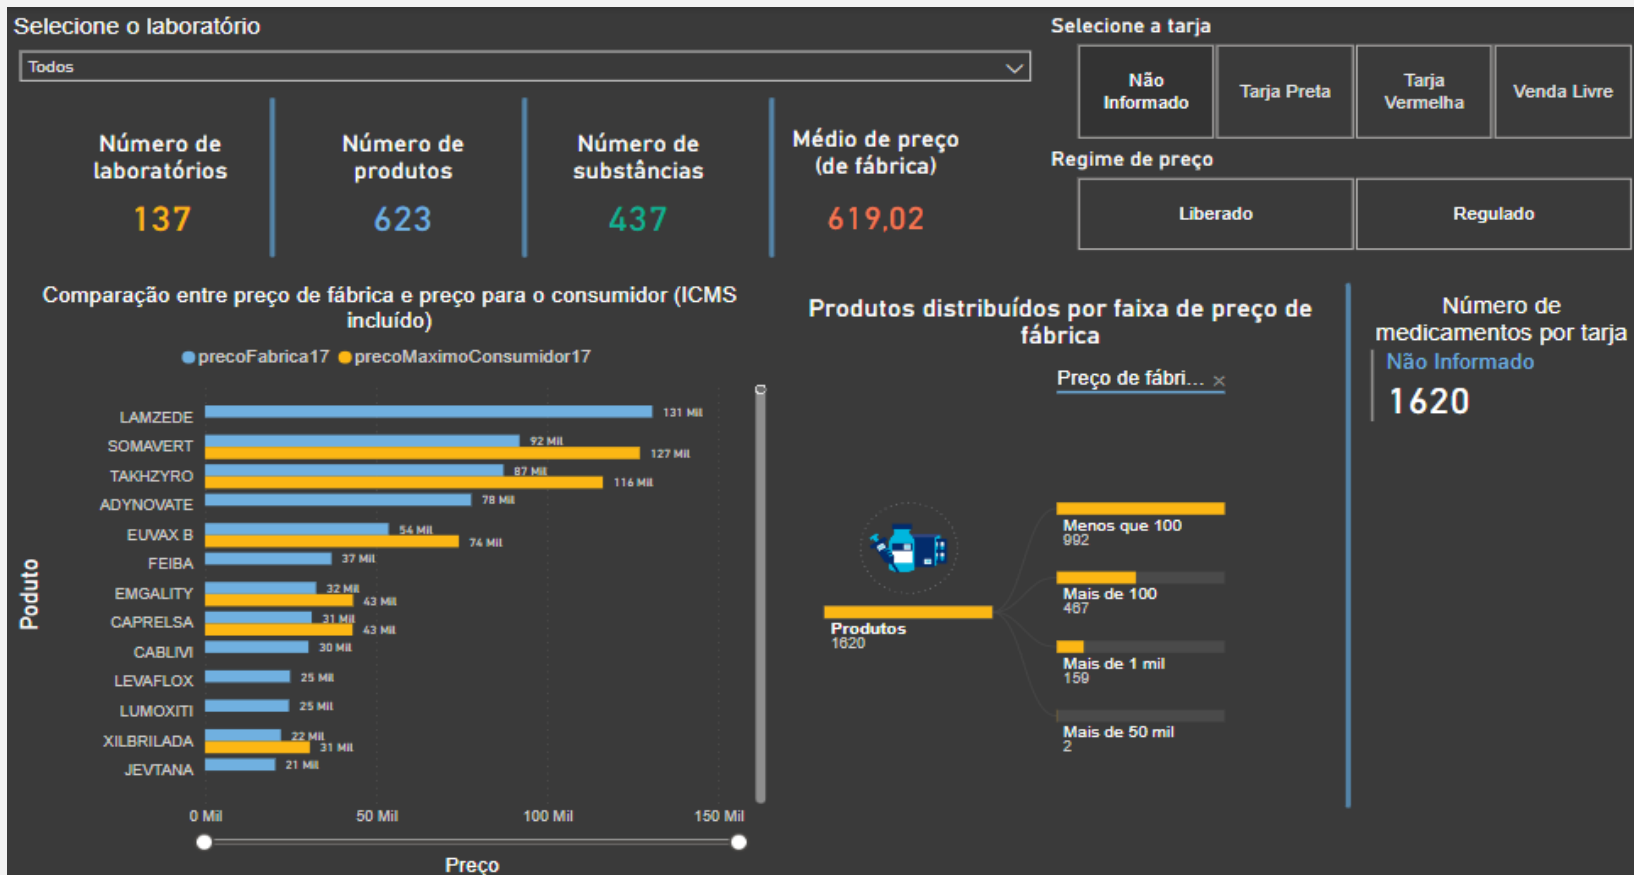 Selecione o laboratório
Todos
Selecione a tarja
Não
Informado
Tarja Preta
Tarja
Vermelha
Venda Livre
Regime de preço
Liberado
Regulado
Número de
laboratórios
137
Número de
produtos
623
Número de
substâncias
437
Médio de preço
(de fábrica)
619,02
Comparação entre preço de fábrica e preço para o consumidor (ICMS
incluído)
precoFabrica17
precoMaximoConsumidor17
Poduto
LAMZEDE
131 Mil
SOMAVERT
92 Mil
127 Mil
TAKHZYRO
87 Mil
116 Mil
ADYNOVATE
78 Mil
EUVAX B
54 Mil
74 Mil
FEIBA
37 Mil
EMGALITY
32 Mil
43 Mil
CAPRELSA
31 Mil
43 Mil
CABLIVI
30 Mil
LEVAFLOX
25 Mil
LUMOXITI
25 Mil
XILBRILADA
22 Mil
31 Mil
JEVTANA
21 Mil
0 Mil
50 Mil
100 Mil
150 Mil
Preço
Produtos distribuídos por faixa de preço de
fábrica
Preço de fábri...
Produtos
1620
Menos que 100
992
Mais de 100
467
Mais de 1 mil
159
Mais de 50 mil
2
Número de
medicamentos por tarja
Não Informado
1620